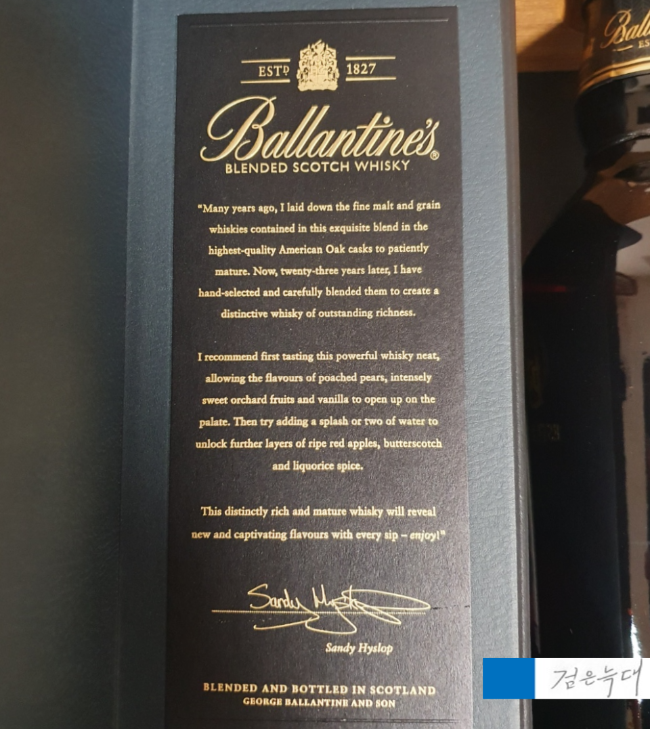 ESTD 1827
Ballantine's®
BLENDED SCOTCH WHISKY
"Many years ago, I laid down the fine malt and grain
whiskies contained in this exquisite blend in the
highest-quality American Oak casks to patiently
mature. Now, twenty-three years later, I have
hand-selected and carefully blended them to create a
distinctive whisky of outstanding richness.
I recommend first tasting this powerful whisky neat,
allowing the flavours of poached pears, intensely
sweet orchard fruits and vanilla to open up on the
palate. Then try adding a splash or two of water to
unlock further layers of ripe red apples, butterscotch
and liquorice spice.
This distinctly rich and mature whisky will reveal
new and captivating flavours with every sip – enjoy!"
Sandy Hyslop
Sandy Hyslop
BLENDED AND BOTTLED IN SCOTLAND
GEORGE BALLANTINE AND SON
검은늑대